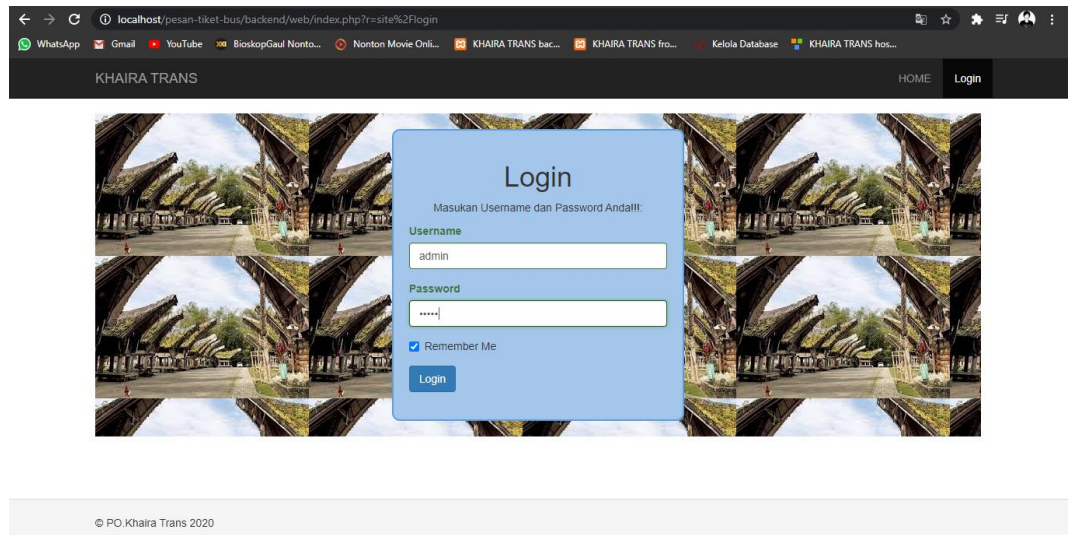 localhost/pesan-tiket-bus/backend/web/index.php?r=site%2Flogin
WhatsApp Gmail YouTube BioskopGaul Nonto... Nonton Movie Onli... KHAIRA TRANS bac... KHAIRA TRANS fro... Kelola Database KHAIRA TRANS hos...
KHAIRA TRANS HOME Login
Login
Masukan Username dan Password Anda!!!:
Username
admin
Password
•••••
Remember Me
Login
© PO.Khaira Trans 2020